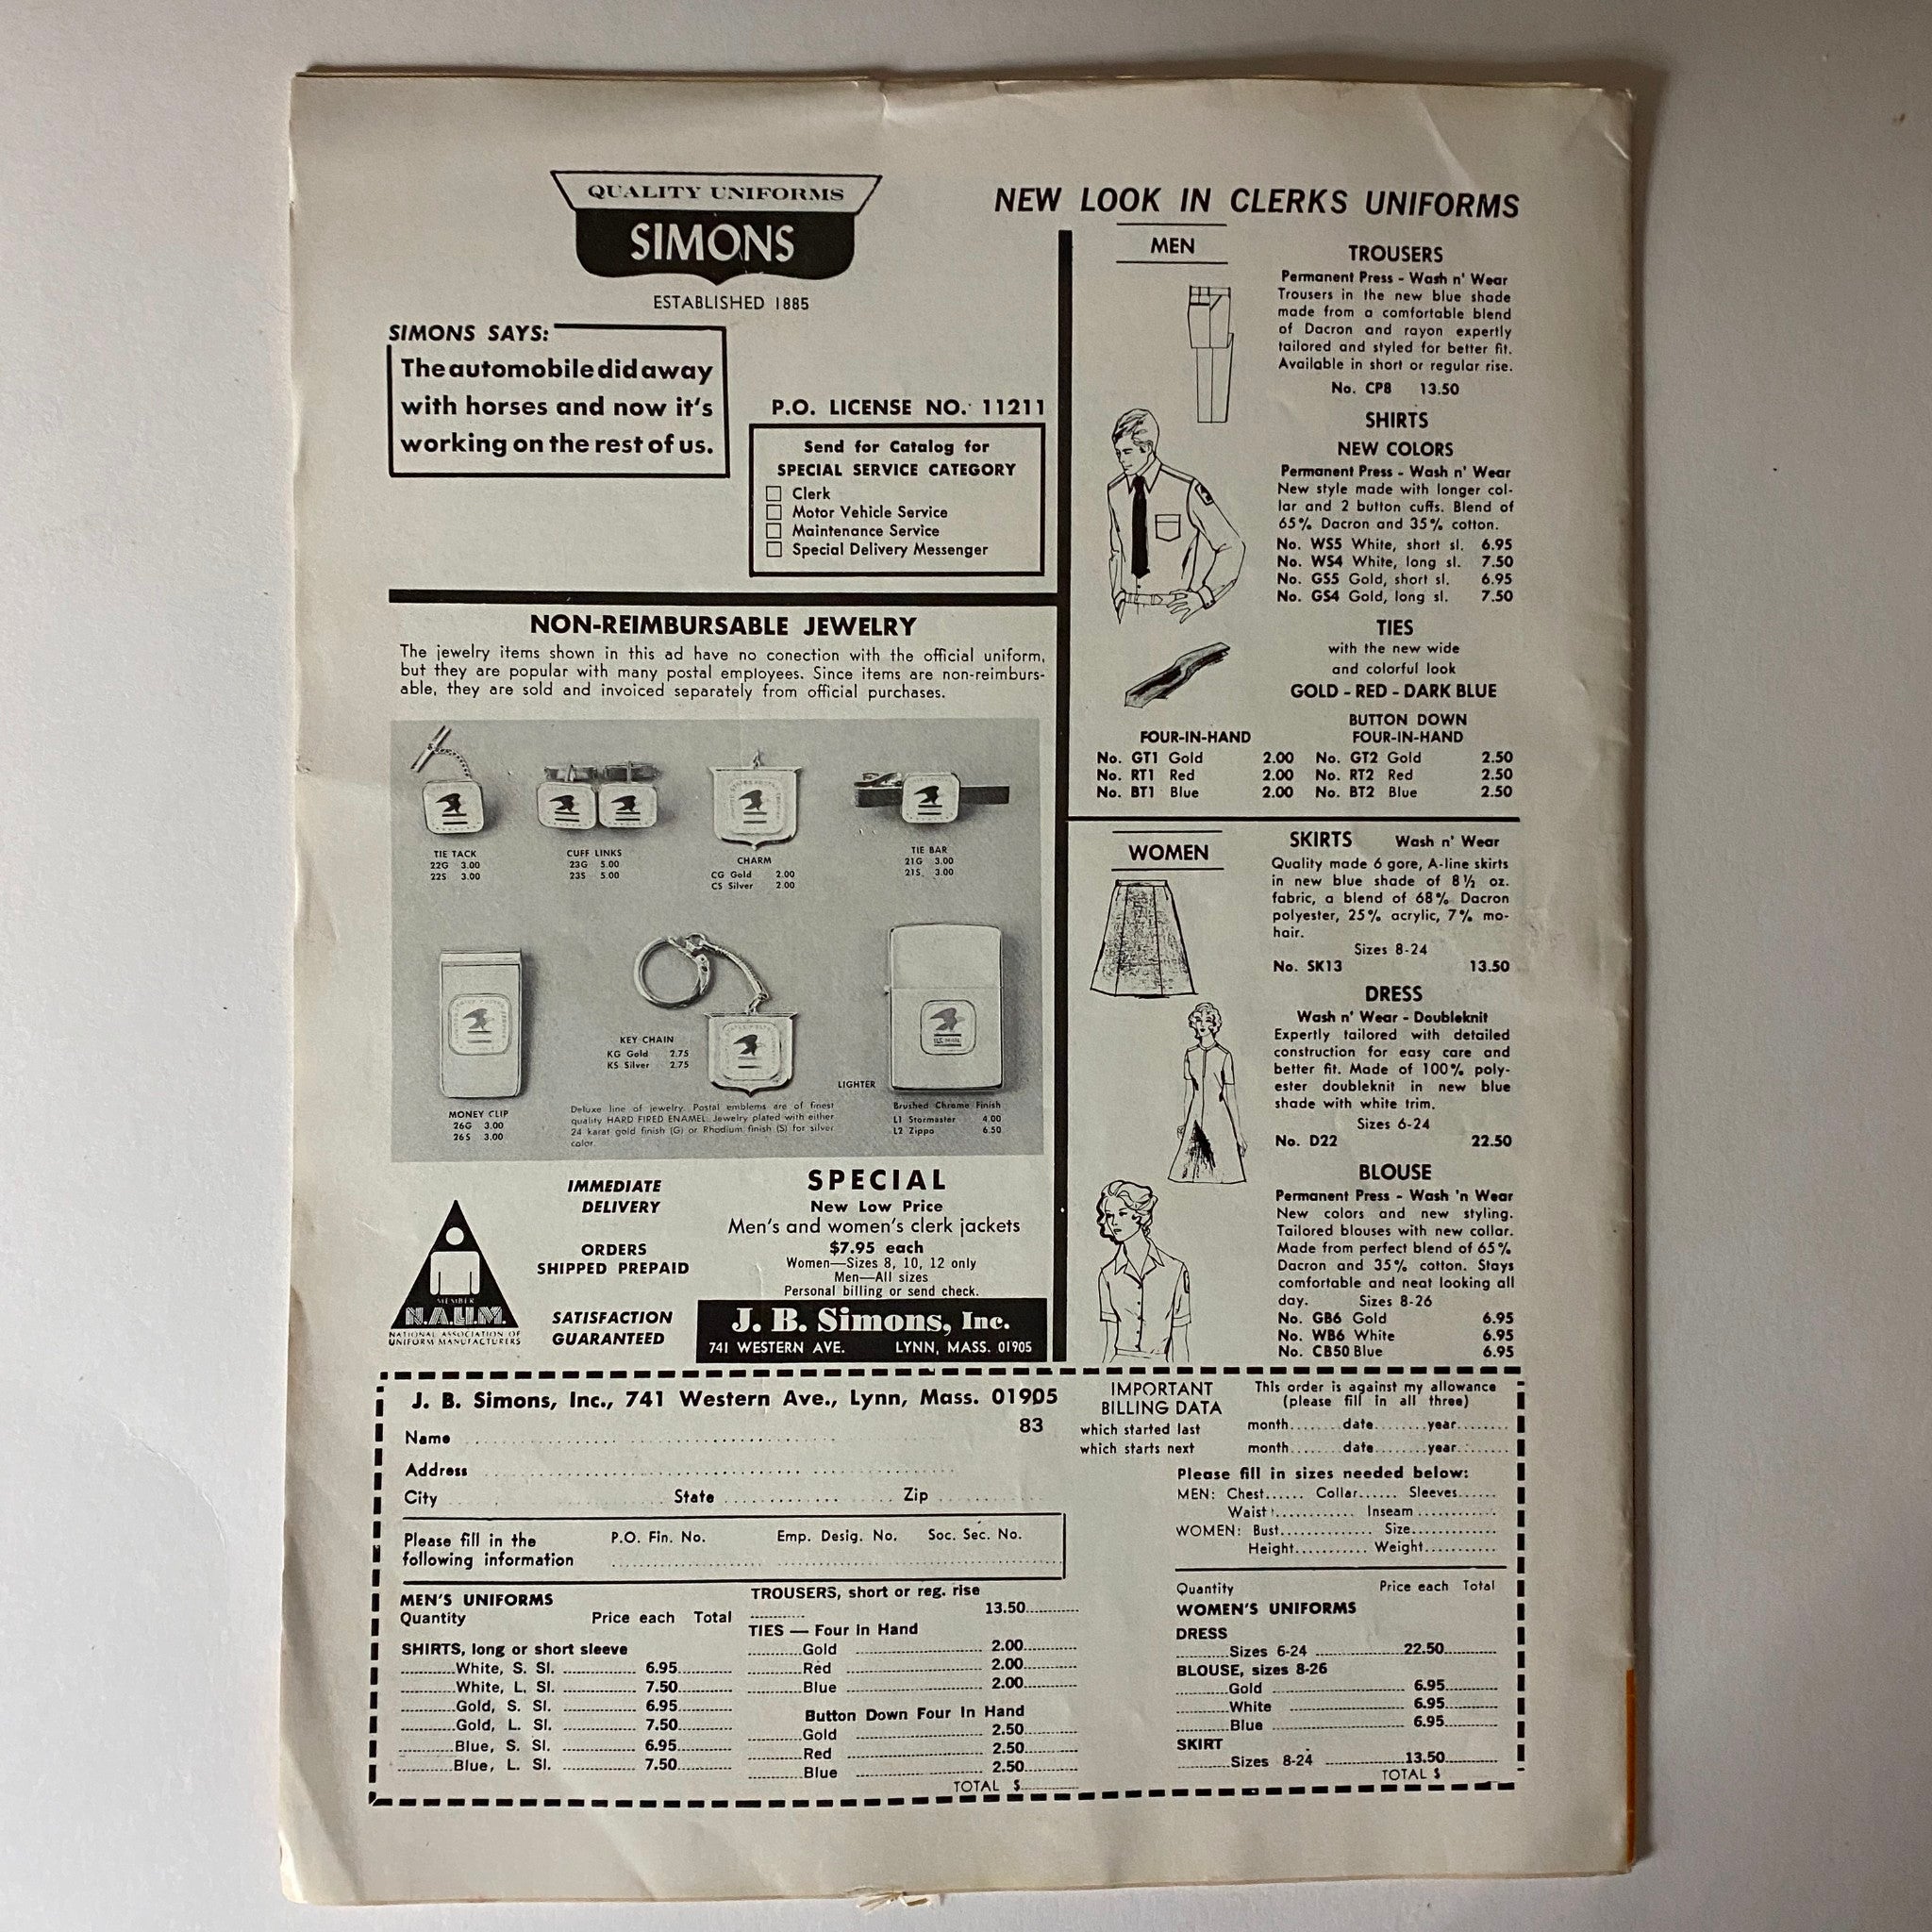 QUALITY UNIFORMS
SIMONS
ESTABLISHED 1885
SIMONS SAYS:
The automobile did away
with horses and now it's
working on the rest of us.
P.O. LICENSE NO. 11211
Send for Catalog for
SPECIAL SERVICE CATEGORY
Clerk
Motor Vehicle Service
Maintenance Service
Special Delivery Messenger
NON-REIMBURSABLE JEWELRY
The jewelry items shown in this ad have no conection with the official uniform,
but they are popular with many postal employees. Since items are non-reimburs-
able, they are sold and invoiced separately from official purchases.
TIE TACK
22G 3.00
22S 3.00
CUFF LINKS
23G 5.00
23S 5.00
CHARM
CG Gold 2.00
CS Silver 2.00
TIE BAR
21G 3.00
21S 3.00
MONEY CLIP
26G 3.00
26S 3.00
KEY CHAIN
KG Gold 2.75
KS Silver 2.75
Deluxe line of jewelry. Postal emblems are of finest
quality HARD FIRED ENAMEL. Jewelry plated with either
24 karat gold finish (G) or Rhodium finish (S) for silver
color.
LIGHTER
Brushed Chrome Finish
L1 Stormaster 4.00
L2 Zippo 6.50
MEMBER
N.A.U.M.
NATIONAL ASSOCIATION OF
UNIFORM MANUFACTURERS
IMMEDIATE
DELIVERY
ORDERS
SHIPPED PREPAID
SATISFACTION
GUARANTEED
SPECIAL
New Low Price
Men's and women's clerk jackets
$7.95 each
Women—Sizes 8, 10, 12 only
Men—All sizes
Personal billing or send check.
J. B. Simons, Inc.
741 WESTERN AVE. LYNN, MASS. 01905
NEW LOOK IN CLERKS UNIFORMS
MEN
TROUSERS
Permanent Press - Wash n' Wear
Trousers in the new blue shade
made from a comfortable blend
of Dacron and rayon expertly
tailored and styled for better fit.
Available in short or regular rise.
No. CP8 13.50
SHIRTS
NEW COLORS
Permanent Press - Wash n' Wear
New style made with longer col-
lar and 2 button cuffs. Blend of
65% Dacron and 35% cotton.
No. WS5 White, short sl. 6.95
No. WS4 White, long sl. 7.50
No. GS5 Gold, short sl. 6.95
No. GS4 Gold, long sl. 7.50
TIES
with the new wide
and colorful look
GOLD - RED - DARK BLUE
FOUR-IN-HAND
No. GT1 Gold 2.00
No. RT1 Red 2.00
No. BT1 Blue 2.00
BUTTON DOWN
FOUR-IN-HAND
No. GT2 Gold 2.50
No. RT2 Red 2.50
No. BT2 Blue 2.50
WOMEN
SKIRTS Wash n' Wear
Quality made 6 gore, A-line skirts
in new blue shade of 8½ oz.
fabric, a blend of 68% Dacron
polyester, 25% acrylic, 7% mo-
hair.
Sizes 8-24
No. SK13 13.50
DRESS
Wash n' Wear - Doubleknit
Expertly tailored with detailed
construction for easy care and
better fit. Made of 100% poly-
ester doubleknit in new blue
shade with white trim.
Sizes 6-24
No. D22 22.50
BLOUSE
Permanent Press - Wash 'n Wear
New colors and new styling.
Tailored blouses with new collar.
Made from perfect blend of 65%
Dacron and 35% cotton. Stays
comfortable and neat looking all
day. Sizes 8-26
No. GB6 Gold 6.95
No. WB6 White 6.95
No. CB50 Blue 6.95
J. B. Simons, Inc., 741 Western Ave., Lynn, Mass. 01905
83
Name
Address
City State Zip
Please fill in the
following information
P.O. Fin. No. Emp. Desig. No. Soc. Sec. No.
IMPORTANT
BILLING DATA
This order is against my allowance
(please fill in all three)
which started last month.......date.......year........
which starts next month.......date.......year........
Please fill in sizes needed below:
MEN: Chest...... Collar...... Sleeves......
Waist............ Inseam ............
WOMEN: Bust.............. Size.............
Height........... Weight...........
MEN'S UNIFORMS
Quantity Price each Total
SHIRTS, long or short sleeve
White, S. Sl. 6.95
White, L. Sl. 7.50
Gold, S. Sl. 6.95
Gold, L. Sl. 7.50
Blue, S. Sl. 6.95
Blue, L. Sl. 7.50
TROUSERS, short or reg. rise
13.50
TIES — Four In Hand
Gold 2.00
Red 2.00
Blue 2.00
Button Down Four In Hand
Gold 2.50
Red 2.50
Blue 2.50
TOTAL $
Quantity Price each Total
WOMEN'S UNIFORMS
DRESS
Sizes 6-24 22.50
BLOUSE, sizes 8-26
Gold 6.95
White 6.95
Blue 6.95
SKIRT
Sizes 8-24 13.50
TOTAL $